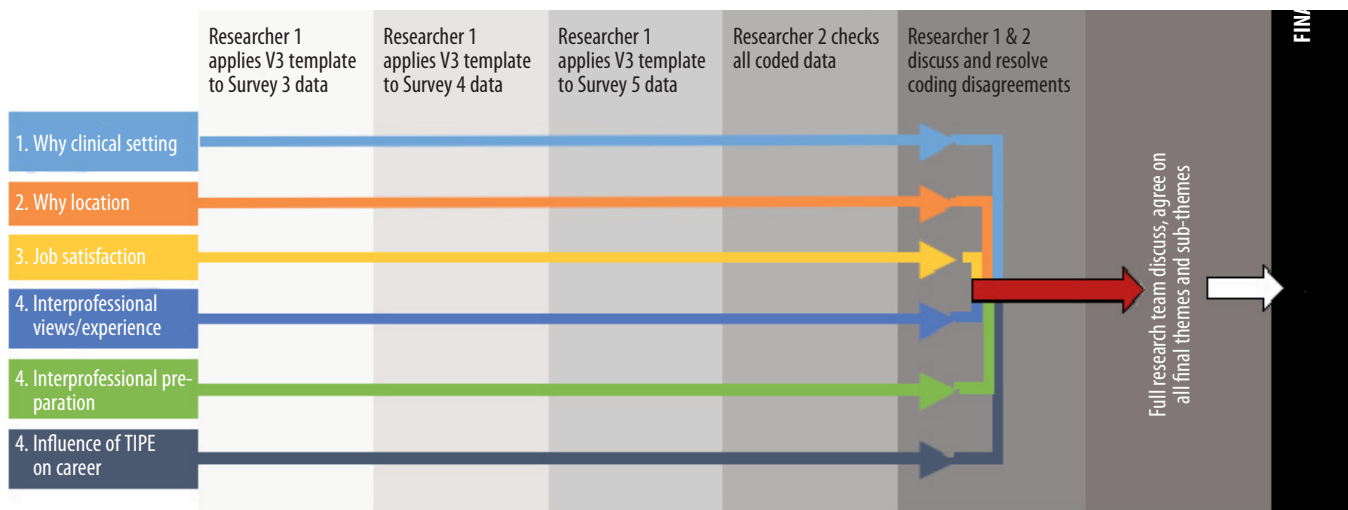 Researcher 1
applies V3 template
to Survey 3 data
Researcher 1
applies V3 template
to Survey 4 data
Researcher 1
applies V3 template
to Survey 5 data
Researcher 2 checks
all coded data
Researcher 1 & 2
discuss and resolve
coding disagreements
1. Why clinical setting
2. Why location
3. Job satisfaction
4. Interprofessional
views/experience
4. Interprofessional pre-
paration
4. Influence of TIPE
on career
Full research team discuss, agree on
all final themes and sub-themes